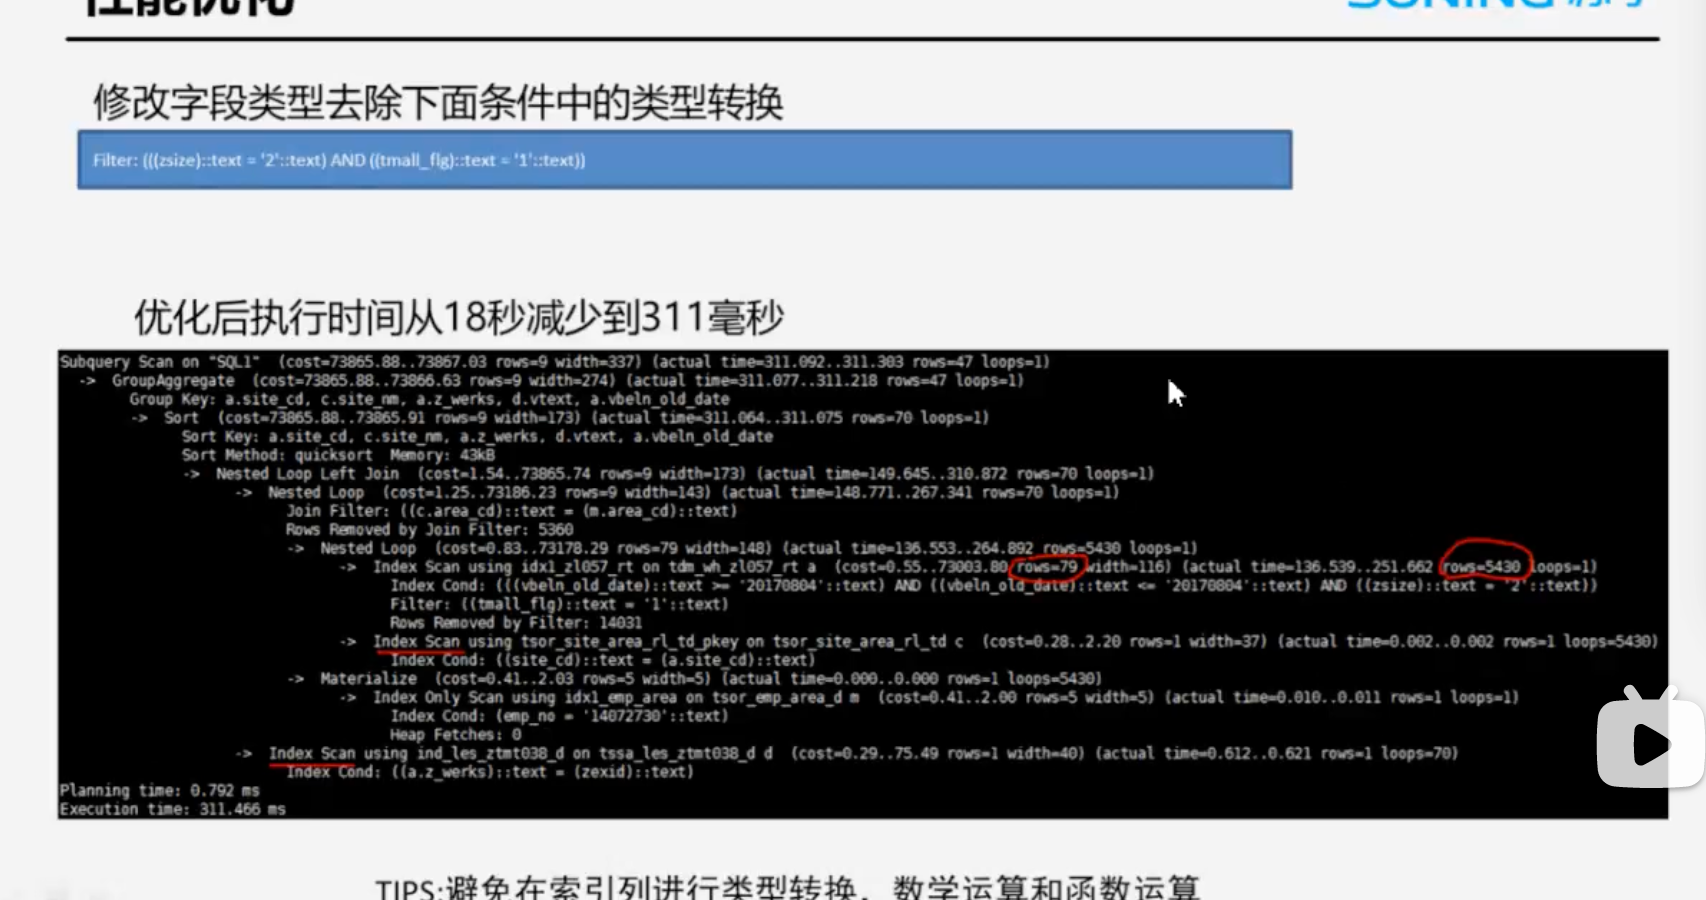 性能优化
SUNING 苏宁
修改字段类型去除下面条件中的类型转换
Filter: (((zsize)::text = '2'::text) AND ((tmall_flg)::text = '1'::text))
优化后执行时间从18秒减少到311毫秒
Subquery Scan on "SQL1"  (cost=73865.88..73867.03 rows=9 width=337) (actual time=311.092..311.303 rows=47 loops=1)
->  GroupAggregate  (cost=73865.88..73866.63 rows=9 width=274) (actual time=311.077..311.218 rows=47 loops=1)
Group Key: a.site_cd, c.site_nm, a.z_werks, d.vtext, a.vbeln_old_date
->  Sort  (cost=73865.88..73865.91 rows=9 width=173) (actual time=311.064..311.075 rows=70 loops=1)
Sort Key: a.site_cd, c.site_nm, a.z_werks, d.vtext, a.vbeln_old_date
Sort Method: quicksort  Memory: 43kB
->  Nested Loop Left Join  (cost=1.54..73865.74 rows=9 width=173) (actual time=149.645..310.872 rows=70 loops=1)
->  Nested Loop  (cost=1.25..73186.23 rows=9 width=143) (actual time=148.771..267.341 rows=70 loops=1)
Join Filter: ((c.area_cd)::text = (m.area_cd)::text)
Rows Removed by Join Filter: 5360
->  Nested Loop  (cost=0.83..73178.29 rows=79 width=148) (actual time=136.553..264.892 rows=5430 loops=1)
->  Index Scan using idx1_zl057_rt on tdm_wh_zl057_rt a  (cost=0.55..73003.80 rows=79 width=116) (actual time=136.539..251.662 rows=5430 loops=1)
Index Cond: (((vbeln_old_date)::text >= '20170804'::text) AND ((vbeln_old_date)::text <= '20170804'::text) AND ((zsize)::text = '2'::text))
Filter: ((tmall_flg)::text = '1'::text)
Rows Removed by Filter: 14031
->  Index Scan using tsor_site_area_rl_td_pkey on tsor_site_area_rl_td c  (cost=0.28..2.20 rows=1 width=37) (actual time=0.002..0.002 rows=1 loops=5430)
Index Cond: ((site_cd)::text = (a.site_cd)::text)
->  Materialize  (cost=0.41..2.03 rows=5 width=5) (actual time=0.000..0.000 rows=1 loops=5430)
->  Index Only Scan using idx1_emp_area on tsor_emp_area_d m  (cost=0.41..2.00 rows=5 width=5) (actual time=0.010..0.011 rows=1 loops=1)
Index Cond: (emp_no = '14072730'::text)
Heap Fetches: 0
->  Index Scan using ind_les_ztmt038_d on tssa_les_ztmt038_d d  (cost=0.29..75.49 rows=1 width=40) (actual time=0.612..0.621 rows=1 loops=70)
Index Cond: ((a.z_werks)::text = (zexid)::text)
Planning time: 0.792 ms
Execution time: 311.466 ms
TIPS:避免在索引列进行类型转换，数学运算和函数运算